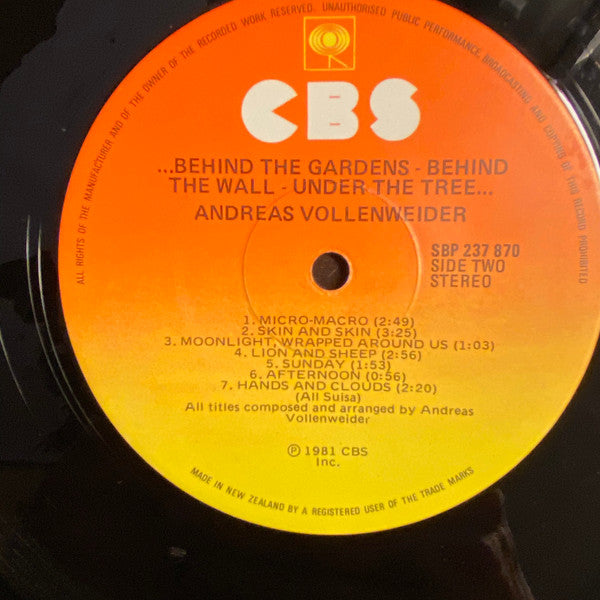 ALL RIGHTS OF THE MANUFACTURER AND OF THE OWNER OF THE RECORDED WORK RESERVED. UNAUTHORISED PUBLIC PERFORMANCE, BROADCASTING AND COPYING OF THIS RECORD PROHIBITED
CBS
...BEHIND THE GARDENS - BEHIND
THE WALL - UNDER THE TREE...
ANDREAS VOLLENWEIDER
SBP 237 870
SIDE TWO
STEREO
1. MICRO-MACRO (2:49)
2. SKIN AND SKIN (3:25)
3. MOONLIGHT, WRAPPED AROUND US (1:03)
4. LION AND SHEEP (2:56)
5. SUNDAY (1:53)
6. AFTERNOON (0:56)
7. HANDS AND CLOUDS (2:20)
(All Suisa)
All titles composed and arranged by Andreas
Vollenweider
℗ 1981 CBS
Inc.
MADE IN NEW ZEALAND BY A REGISTERED USER OF THE TRADE MARKS